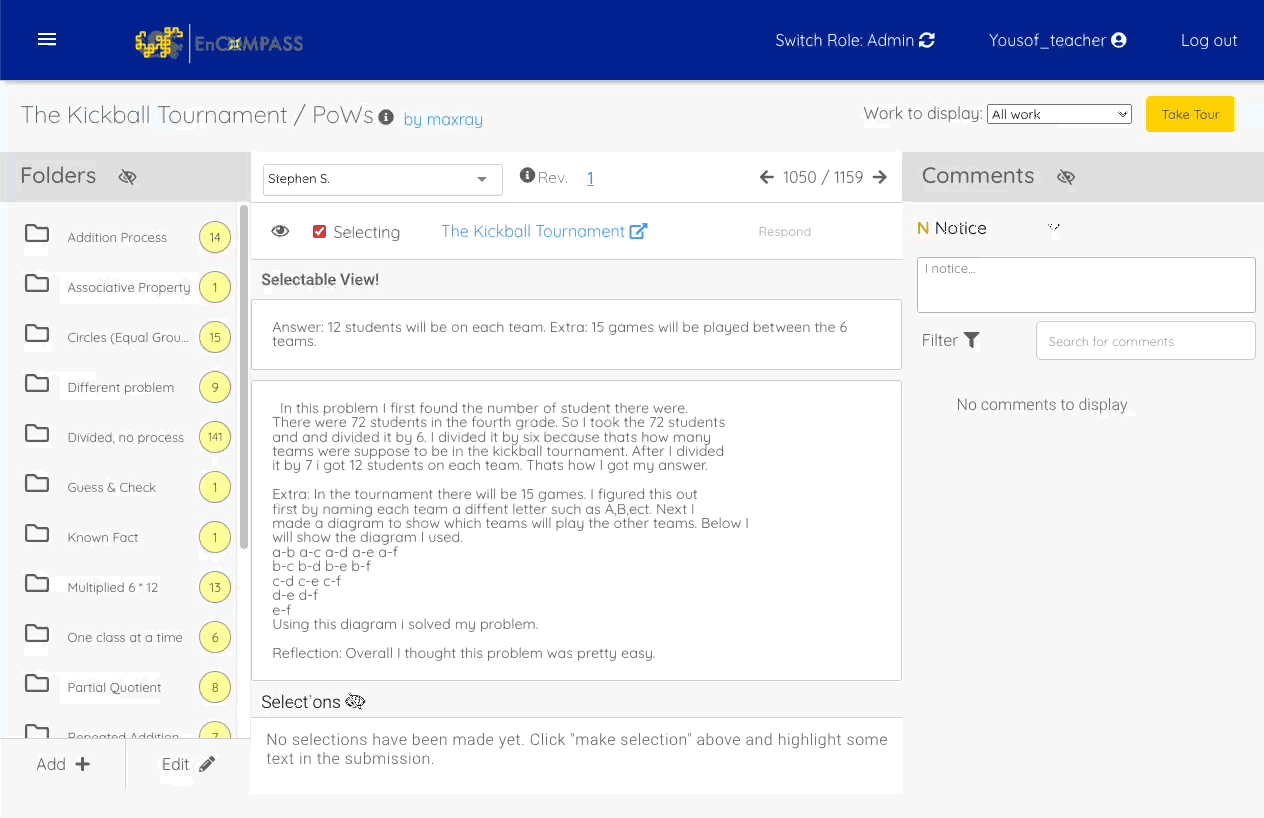 EnCOMPASS
Switch Role: Admin
Yousof_teacher
Log out
The Kickball Tournament / PoWs
by maxray
Work to display:
All work
Take Tour
Folders
Addition Process
14
Associative Property
1
Circles (Equal Grou...
15
Different problem
9
Divided, no process
141
Guess & Check
1
Known Fact
1
Multiplied 6 * 12
13
One class at a time
6
Partial Quotient
8
Repeated Addition
7
Add
Edit
Stephen S.
Rev.
1
1050 / 1159
Selecting
The Kickball Tournament
Respond
Selectable View!
Answer: 12 students will be on each team. Extra: 15 games will be played between the 6
teams.
In this problem I first found the number of student there were.
There were 72 students in the fourth grade. So I took the 72 students
and and divided it by 6. I divided it by six because thats how many
teams were suppose to be in the kickball tournament. After I divided
it by 7 i got 12 students on each team. Thats how I got my answer.
Extra: In the tournament there will be 15 games. I figured this out
first by naming each team a diffent letter such as A,B,ect. Next I
made a diagram to show which teams will play the other teams. Below I
will show the diagram I used.
a-b a-c a-d a-e a-f
b-c b-d b-e b-f
c-d c-e c-f
d-e d-f
e-f
Using this diagram i solved my problem.
Reflection: Overall I thought this problem was pretty easy.
Selections
No selections have been made yet. Click "make selection" above and highlight some
text in the submission.
Comments
N Notice
I notice...
Filter
Search for comments
No comments to display